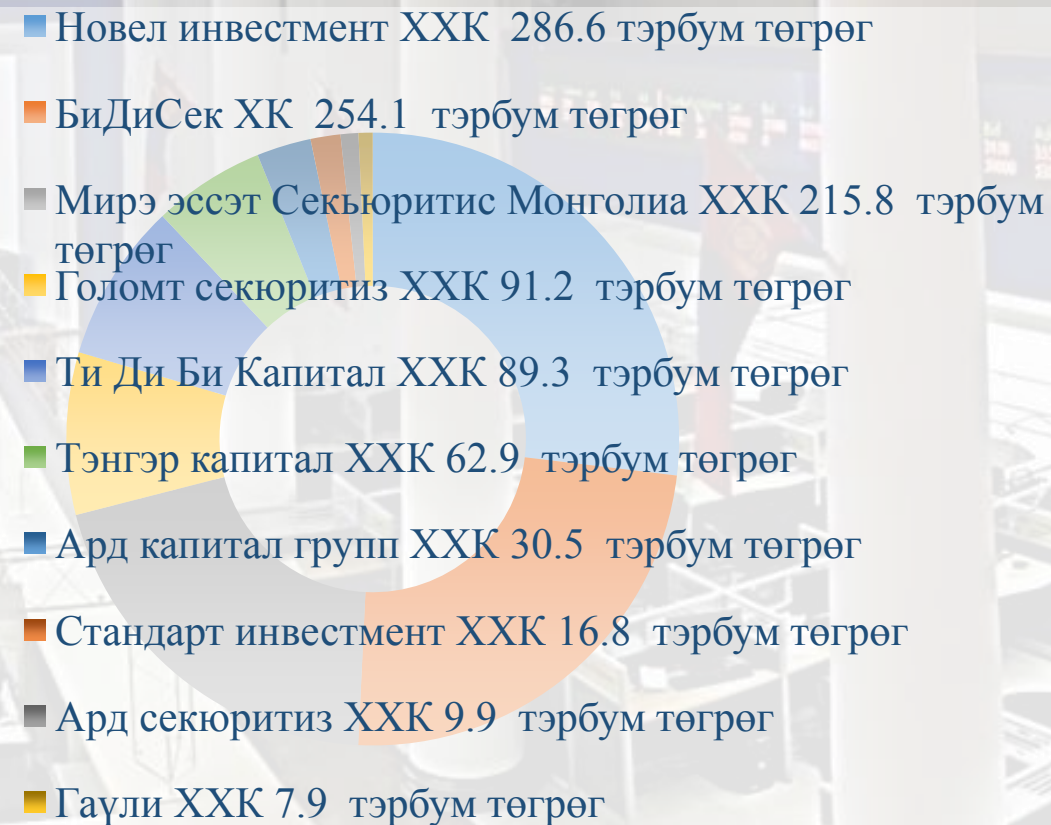 Новел инвестмент ХХК 286.6 тэрбум төгрөг
БиДиСек ХК 254.1 тэрбум төгрөг
Мирэ эссэт Секьюритис Монголиа ХХК 215.8 тэрбум
төгрөг
Голомт секюритиз ХХК 91.2 тэрбум төгрөг
Ти Ди Би Капитал ХХК 89.3 тэрбум төгрөг
Тэнгэр капитал ХХК 62.9 тэрбум төгрөг
Ард капитал групп ХХК 30.5 тэрбум төгрөг
Стандарт инвестмент ХХК 16.8 тэрбум төгрөг
Ард секюритиз ХХК 9.9 тэрбум төгрөг
Гаүли ХХК 7.9 тэрбум төгрөг